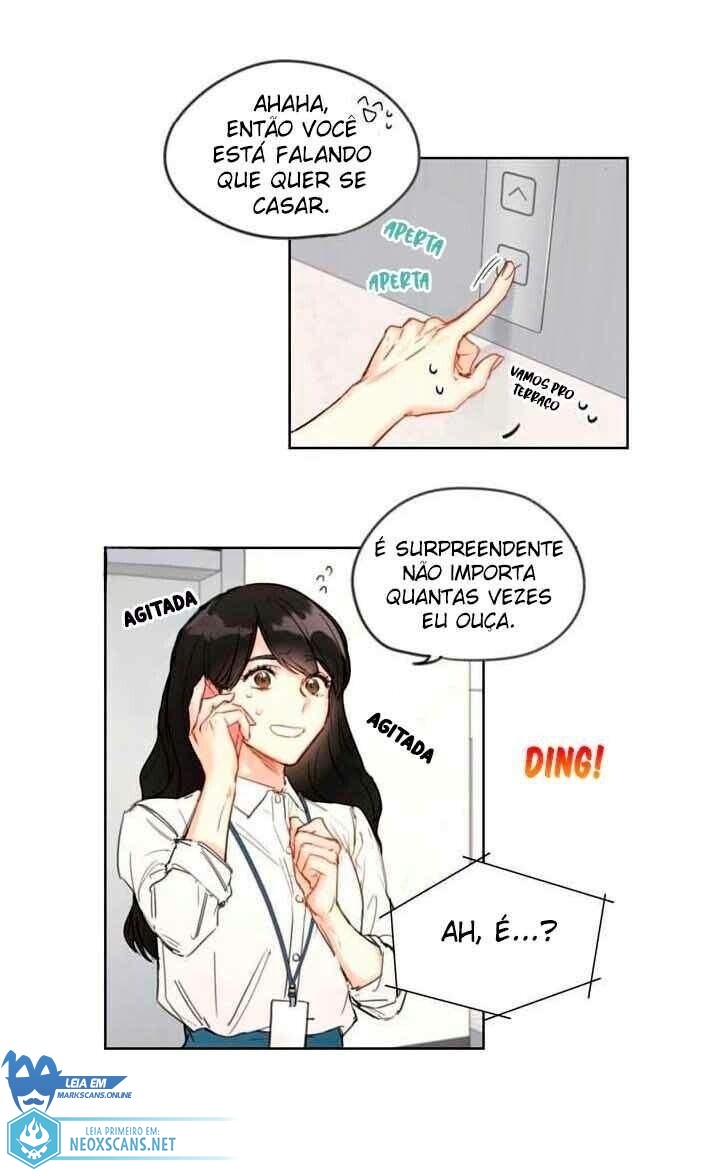 AHAHA,
ENTÃO VOCÊ
ESTÁ FALANDO
QUE QUER SE
CASAR.
APERTA
APERTA
VAMOS PRO
TERRAÇO
É SURPREENDENTE
NÃO IMPORTA
QUANTAS VEZES
EU OUÇA.
AGITADA
AGITADA
DING!
AH, É...?
LEIA EM
MARKSCANS.ONLINE
LEIA PRIMEIRO EM:
NEOXSCANS.NET